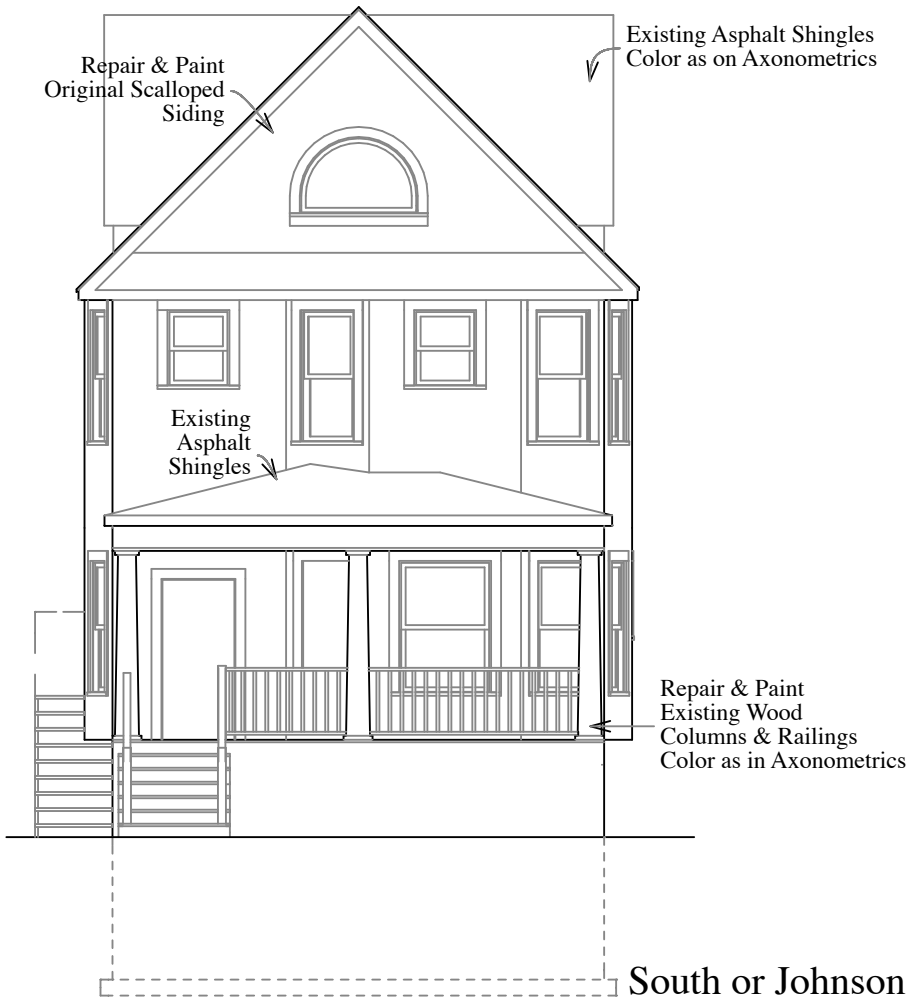 Existing Asphalt Shingles
Color as on Axonometrics
Repair & Paint
Original Scalloped
Siding
Existing
Asphalt
Shingles
Repair & Paint
Existing Wood
Columns & Railings
Color as in Axonometrics
South or Johnson